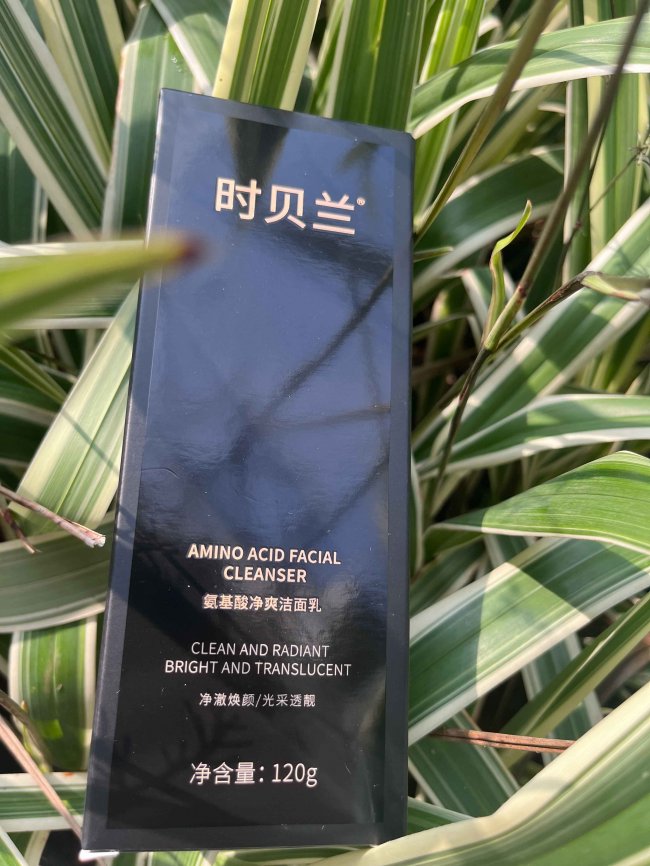 时贝兰®
AMINO ACID FACIAL
CLEANSER
氨基酸净爽洁面乳
CLEAN AND RADIANT
BRIGHT AND TRANSLUCENT
净澈焕颜/光采透靓
净含量：120g